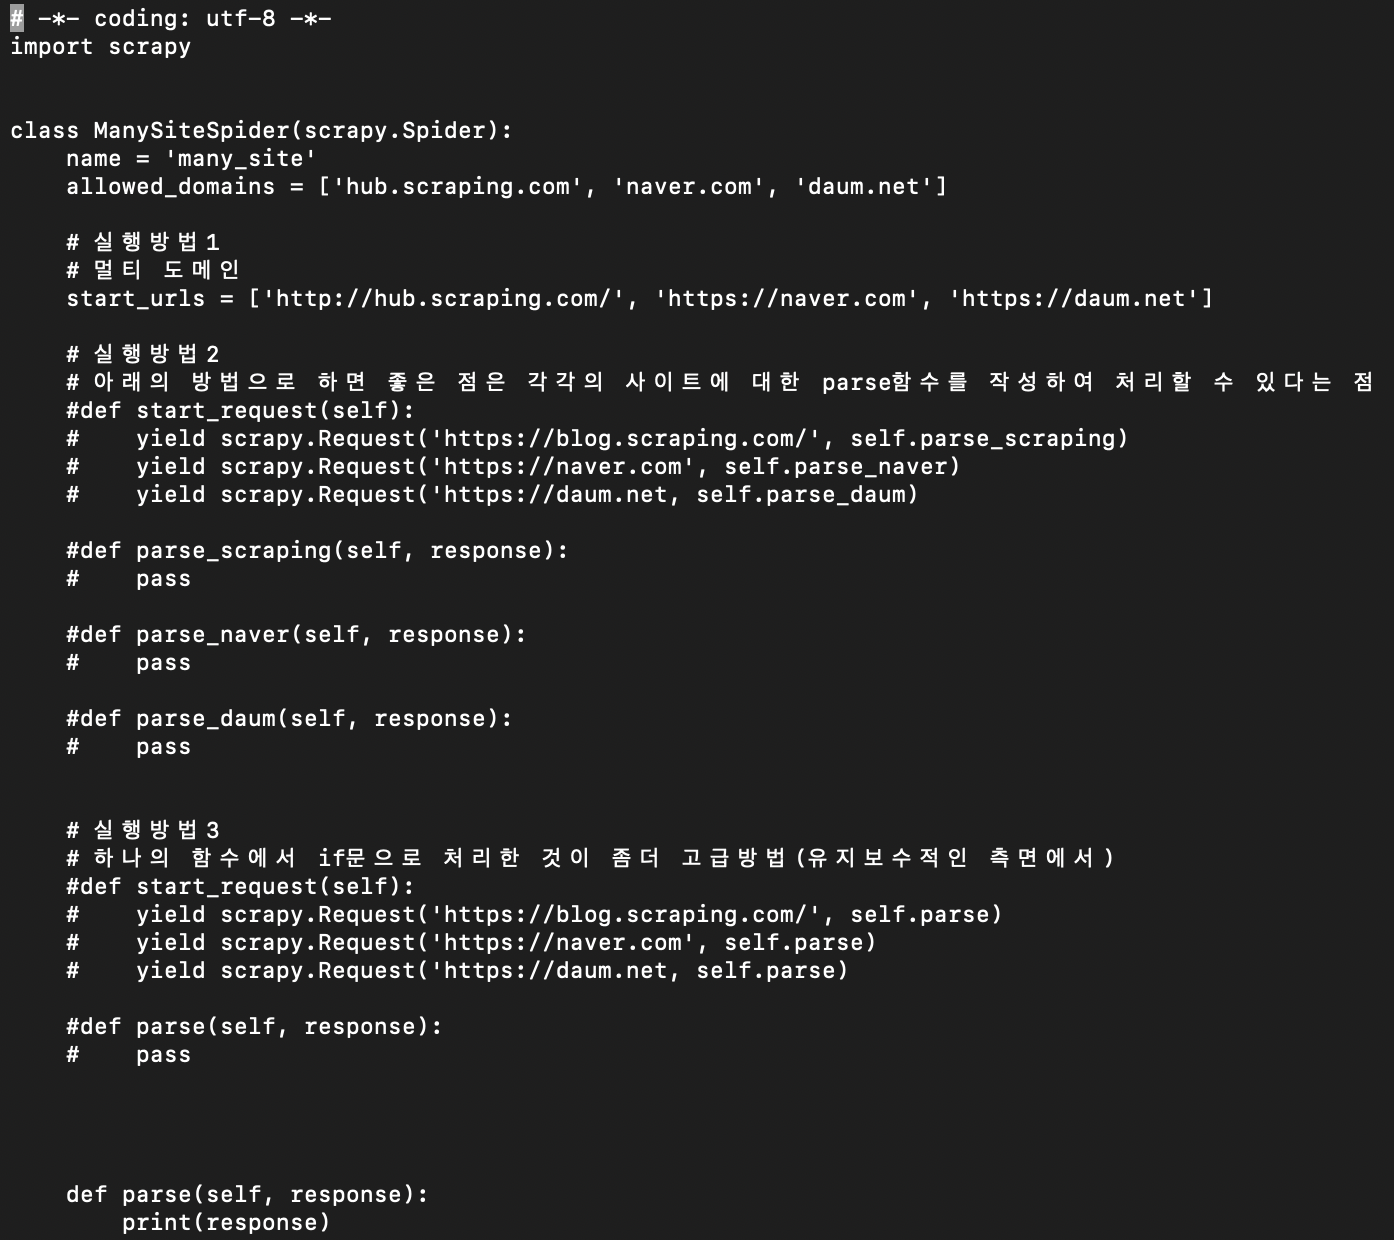 # -*- coding: utf-8 -*-
import scrapy
class ManySiteSpider(scrapy.Spider):
    name = 'many_site'
    allowed_domains = ['hub.scraping.com', 'naver.com', 'daum.net']
    # 실행방법1
    # 멀티 도메인
    start_urls = ['http://hub.scraping.com/', 'https://naver.com', 'https://daum.net']
    # 실행방법2
    # 아래의 방법으로 하면 좋은 점은 각각의 사이트에 대한 parse함수를 작성하여 처리할 수 있다는 점
    #def start_request(self):
    #    yield scrapy.Request('https://blog.scraping.com/', self.parse_scraping)
    #    yield scrapy.Request('https://naver.com', self.parse_naver)
    #    yield scrapy.Request('https://daum.net, self.parse_daum)
    #def parse_scraping(self, response):
    #    pass
    #def parse_naver(self, response):
    #    pass
    #def parse_daum(self, response):
    #    pass
    # 실행방법3
    # 하나의 함수에서 if문으로 처리한 것이 좀더 고급방법(유지보수적인 측면에서)
    #def start_request(self):
    #    yield scrapy.Request('https://blog.scraping.com/', self.parse)
    #    yield scrapy.Request('https://naver.com', self.parse)
    #    yield scrapy.Request('https://daum.net, self.parse)
    #def parse(self, response):
    #    pass
    def parse(self, response):
        print(response)